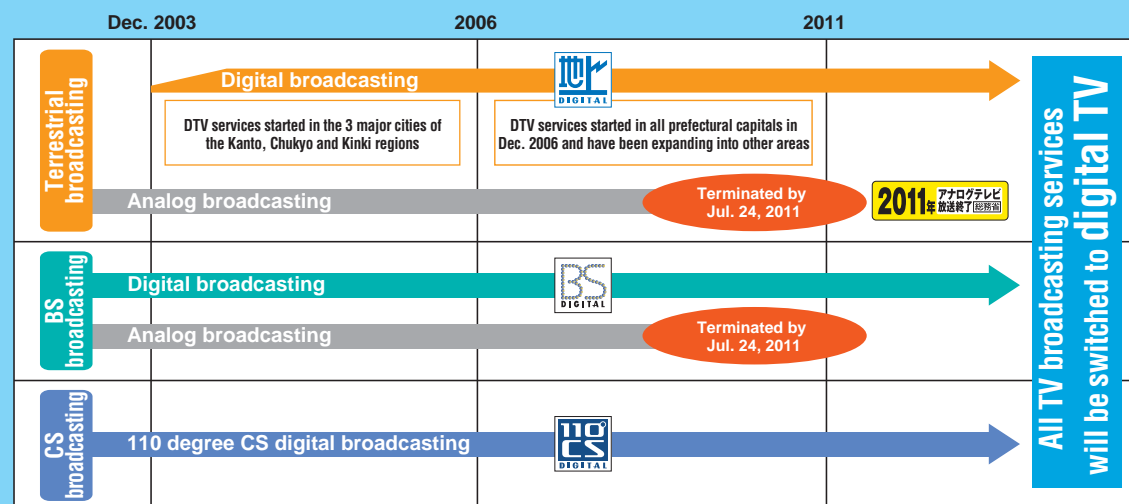 Dec. 2003
2006
2011
Terrestrial
broadcasting
Digital broadcasting
地デジ
DIGITAL
DTV services started in the 3 major cities of
the Kanto, Chukyo and Kinki regions
DTV services started in all prefectural capitals in
Dec. 2006 and have been expanding into other areas
Analog broadcasting
Terminated by
Jul. 24, 2011
2011年 アナログテレビ
放送終了 総務省
BS
broadcasting
Digital broadcasting
BS
DIGITAL
Analog broadcasting
Terminated by
Jul. 24, 2011
CS
broadcasting
110 degree CS digital broadcasting
110°
CS
DIGITAL
All TV broadcasting services
will be switched to digital TV